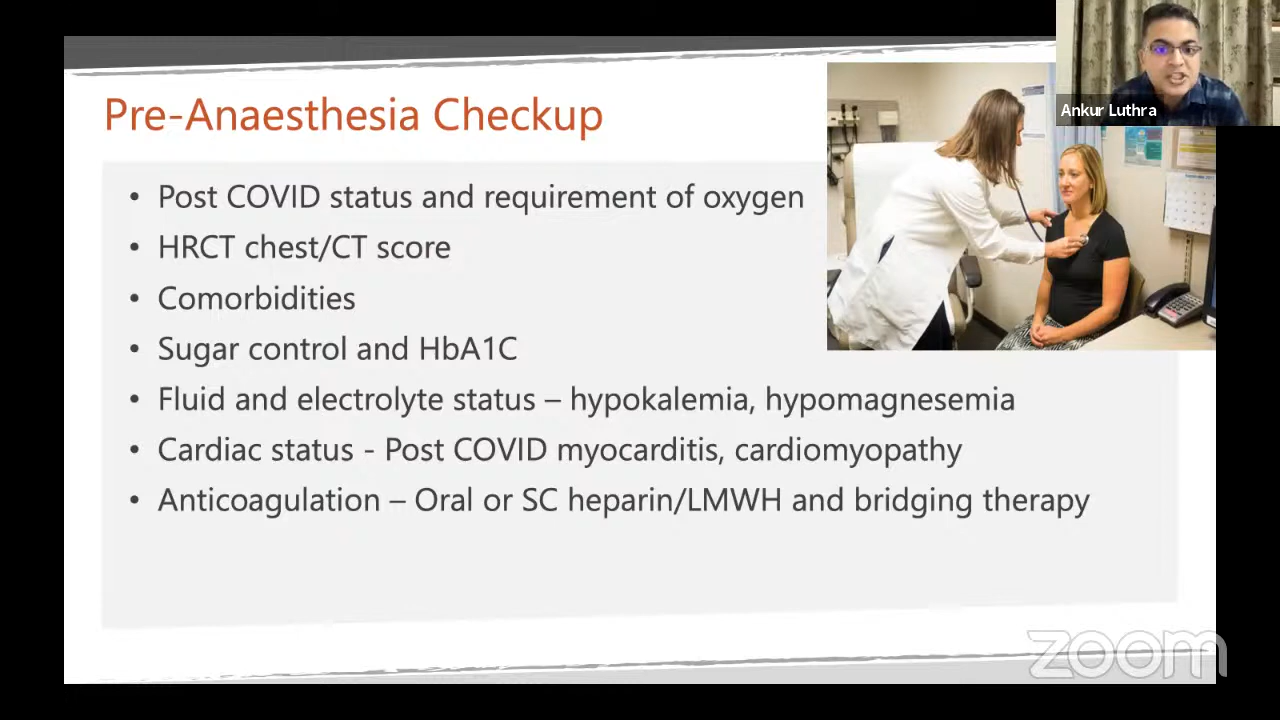 Pre-Anaesthesia Checkup
Ankur Luthra
• Post COVID status and requirement of oxygen
• HRCT chest/CT score
• Comorbidities
• Sugar control and HbA1C
• Fluid and electrolyte status – hypokalemia, hypomagnesemia
• Cardiac status - Post COVID myocarditis, cardiomyopathy
• Anticoagulation – Oral or SC heparin/LMWH and bridging therapy
zoom